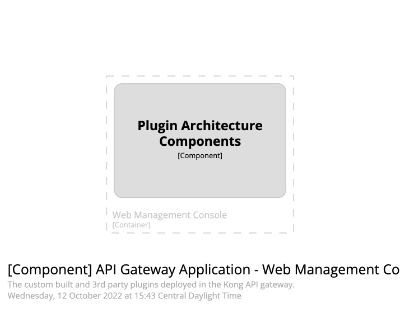 Plugin Architecture
Components
[Component]
Web Management Console
[Container]
[Component] API Gateway Application - Web Management Co
The custom built and 3rd party plugins deployed in the Kong API gateway.
Wednesday, 12 October 2022 at 15:43 Central Daylight Time